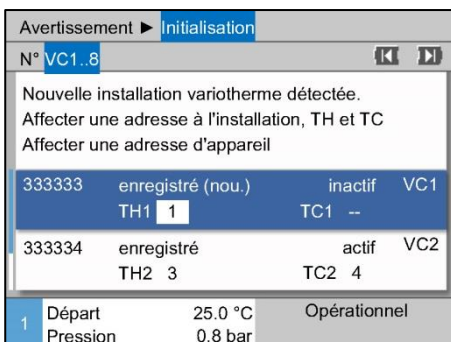 Avertissement ► Initialisation
N° VC1..8
Nouvelle installation variotherme détectée.
Affecter une adresse à l'installation, TH et TC
Affecter une adresse d'appareil
333333 enregistré (nou.) inactif VC1
TH1 1 TC1 --
333334 enregistré actif VC2
TH2 3 TC2 4
1 Départ 25.0 °C Opérationnel
Pression 0.8 bar